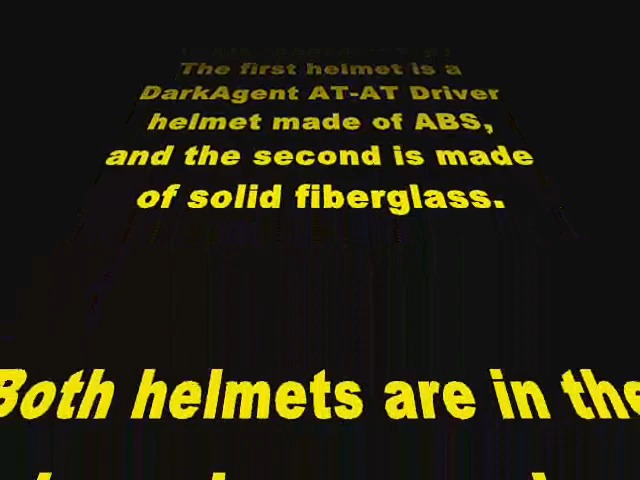 The first helmet is a
DarkAgent AT-AT Driver
helmet made of ABS,
and the second is made
of solid fiberglass.
Both helmets are in the